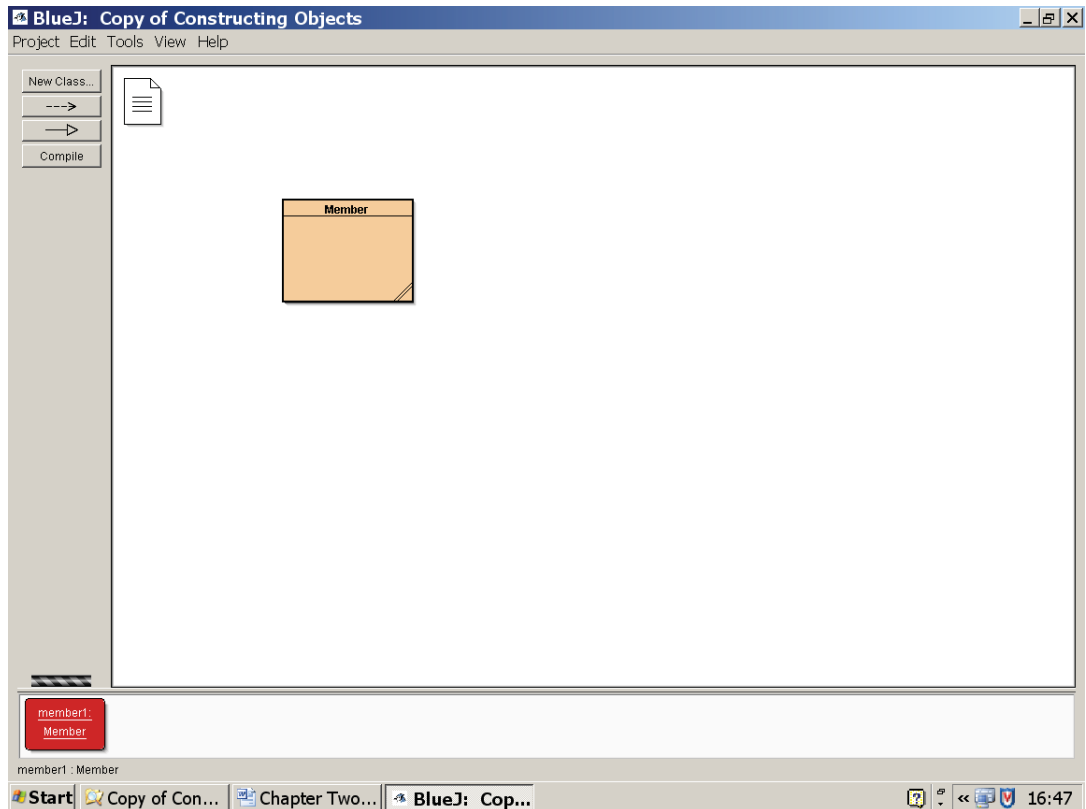 BlueJ: Copy of Constructing Objects
Project Edit Tools View Help
New Class...
Compile
Member
member1:
Member
member1 : Member
Start Copy of Con... Chapter Two... BlueJ: Cop... 16:47